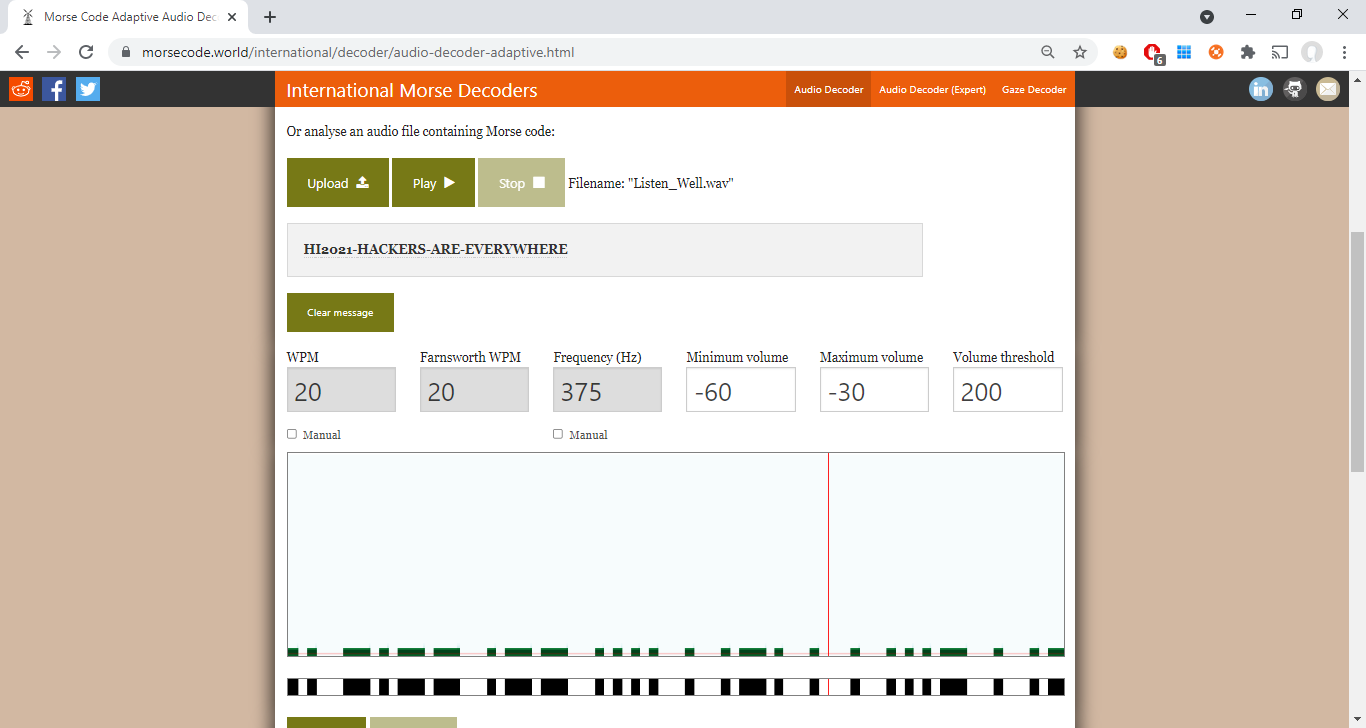 Morse Code Adaptive Audio Dec
morsecode.world/international/decoder/audio-decoder-adaptive.html
6
International Morse Decoders
Audio Decoder
Audio Decoder (Expert)
Gaze Decoder
in
Or analyse an audio file containing Morse code:
Upload
Play
Stop
Filename: "Listen_Well.wav"
HI2021-HACKERS-ARE-EVERYWHERE
Clear message
WPM
Farnsworth WPM
Frequency (Hz)
Minimum volume
Maximum volume
Volume threshold
20
20
375
-60
-30
200
Manual
Manual